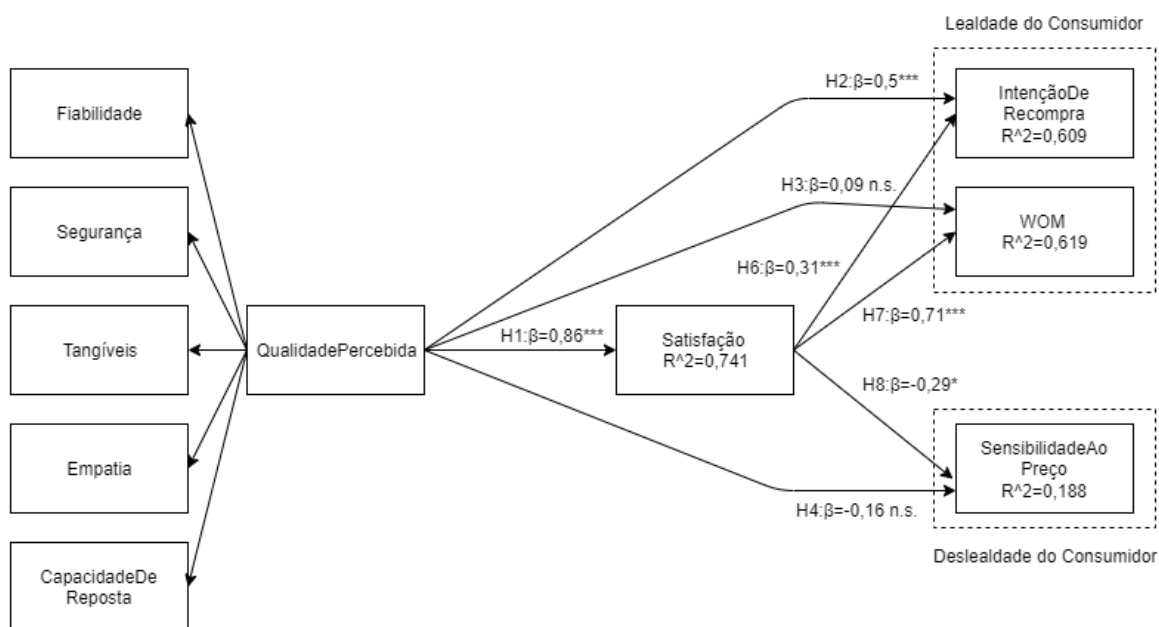 Lealdade do Consumidor
Fiabilidade
H2:β=0,5***
IntençãoDe
Recompra
R^2=0,609
Segurança
H3:β=0,09 n.s.
WOM
R^2=0,619
H6:β=0,31***
H7:β=0,71***
Tangíveis
QualidadePercebida
H1:β=0,86***
Satisfação
R^2=0,741
H8:β=-0,29*
Empatia
SensibilidadeAo
Preço
R^2=0,188
H4:β=-0,16 n.s.
Deslealdade do Consumidor
CapacidadeDe
Reposta